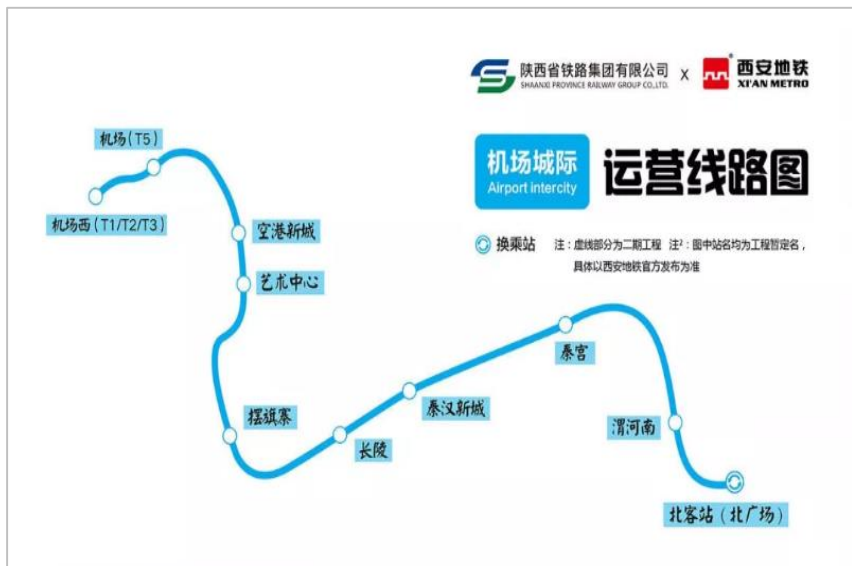 陕西省铁路集团有限公司
SHAANXI PROVINCE RAILWAY GROUP CO.,LTD.
X
西安地铁
XI'AN METRO
机场城际
Airport intercity
运营线路图
换乘站
注：虚线部分为二期工程 注²：图中站名均为工程暂定名，
具体以西安地铁官方发布为准
机场(T5)
机场西(T1/T2/T3)
空港新城
艺术中心
摆旗寨
长陵
秦汉新城
秦宫
渭河南
北客站（北广场）